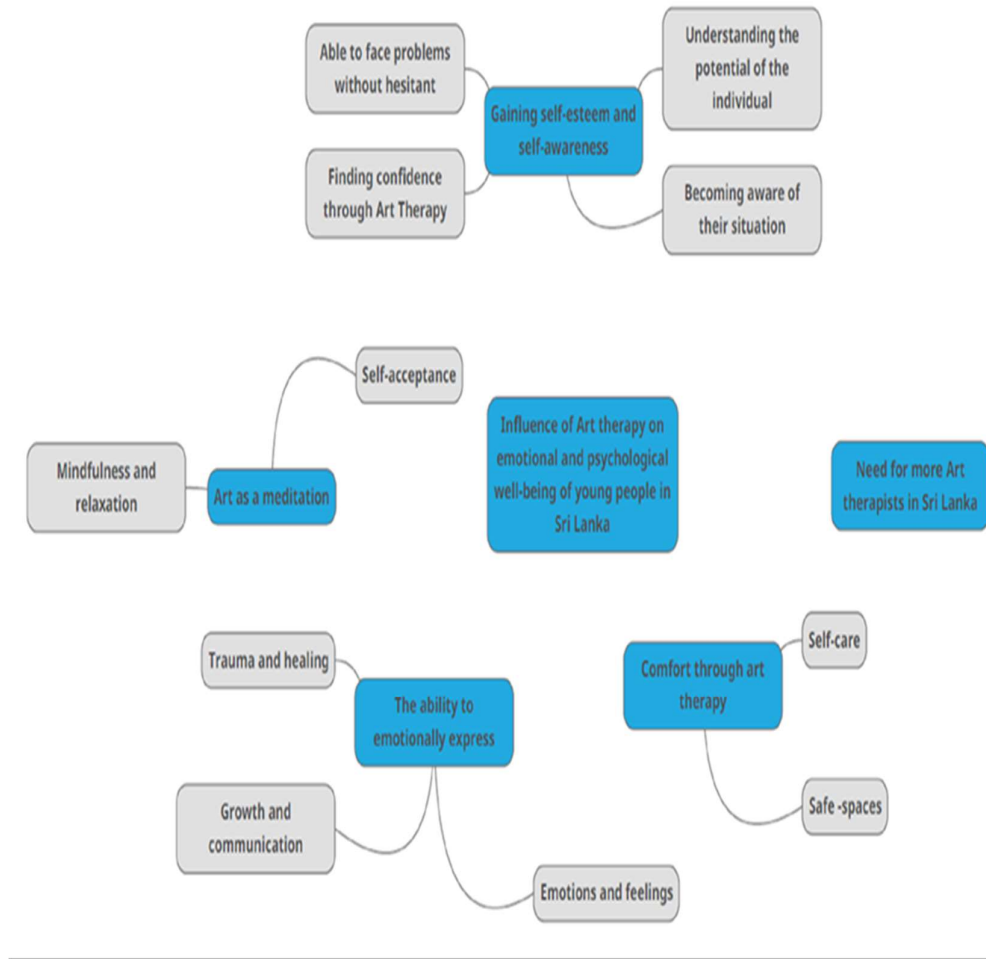 Able to face problems
without hesitant
Understanding the
potential of the
individual
Gaining self-esteem and
self-awareness
Finding confidence
through Art Therapy
Becoming aware of
their situation
Self-acceptance
Mindfulness and
relaxation
Art as a meditation
Influence of Art therapy on
emotional and psychological
well-being of young people in
Sri Lanka
Need for more Art
therapists in Sri Lanka
Trauma and healing
The ability to
emotionally express
Growth and
communication
Emotions and feelings
Self-care
Comfort through art
therapy
Safe -spaces